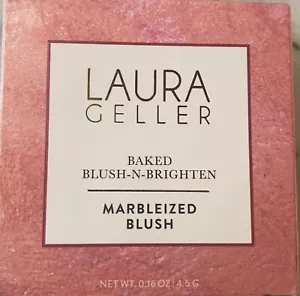 LAURA
GELLER
BAKED
BLUSH-N-BRIGHTEN
MARBLEIZED
BLUSH
NET WT. 0.16 OZ | 4.5 G